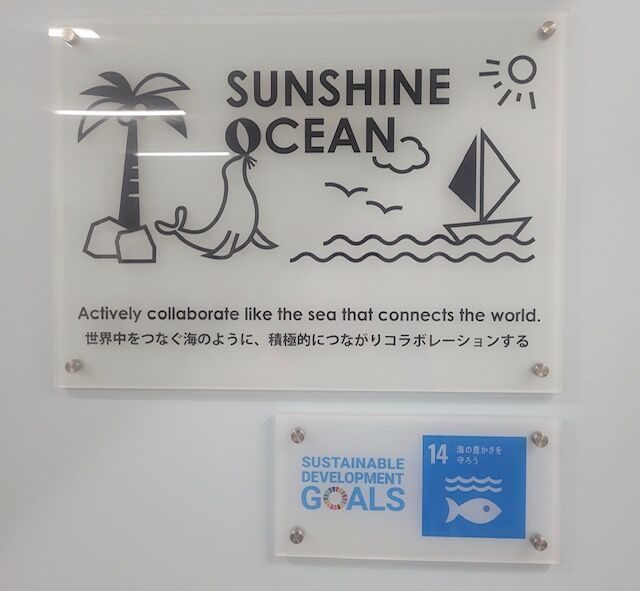 SUNSHINE
OCEAN
Actively collaborate like the sea that connects the world.
世界中をつなぐ海のように、積極的につながりコラボレーションする
SUSTAINABLE
DEVELOPMENT
GOALS
14 海の豊かさを
守ろう